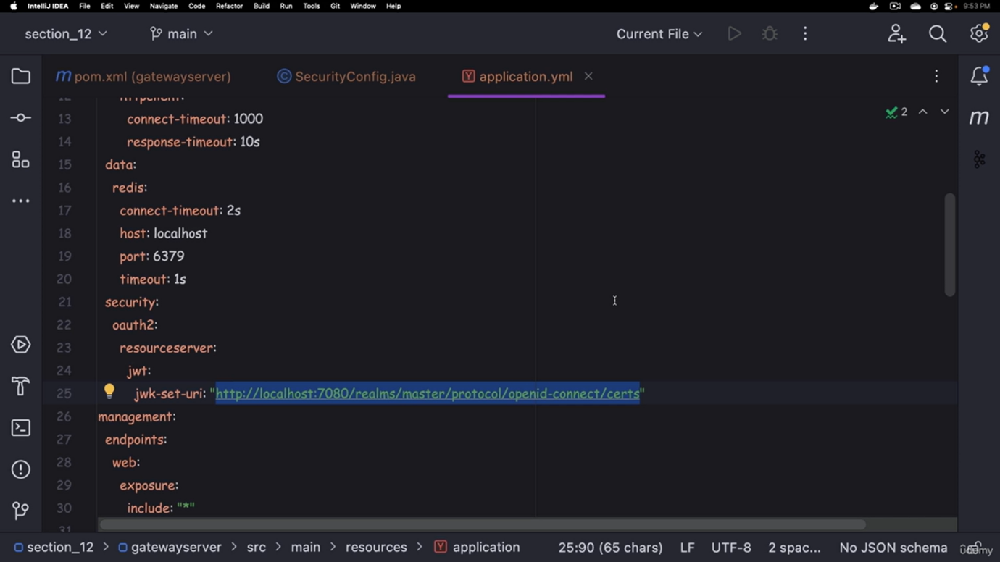 IntelliJ IDEA File Edit View Navigate Code Refactor Build Run Tools Git Window Help 9:53 PM
section_12 main Current File
pom.xml (gatewayserver) SecurityConfig.java application.yml
12 httpclient:
13 connect-timeout: 1000
2
14 response-timeout: 10s
15 data:
16 redis:
17 connect-timeout: 2s
18 host: localhost
19 port: 6379
20 timeout: 1s
21 security:
22 oauth2:
23 resourceserver:
24 jwt:
25 jwk-set-uri: "http://localhost:7080/realms/master/protocol/openid-connect/certs"
26 management:
27 endpoints:
28 web:
29 exposure:
30 include: "*"
31
section_12 > gatewayserver > src > main > resources > application 25:90 (65 chars) LF UTF-8 2 spac... No JSON schema
udemy